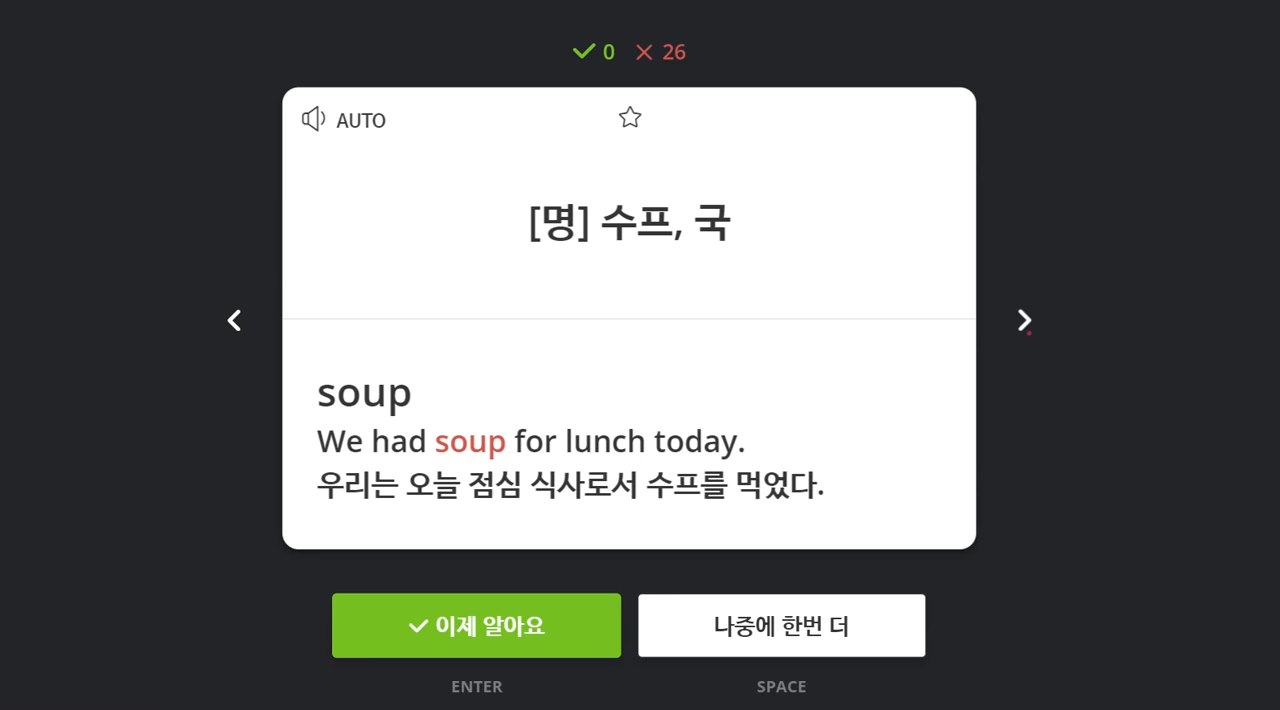 0 26
AUTO
[명] 수프, 국
soup
We had soup for lunch today.
우리는 오늘 점심 식사로서 수프를 먹었다.
이제 알아요 나중에 한번 더
ENTER SPACE